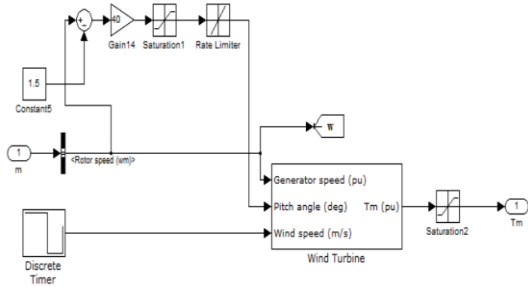 40
Gain14
Saturation1
Rate Limiter
1.5
Constant5
1
m
<Rotor speed (wm)>
w
Generator speed (pu)
Pitch angle (deg)
Tm (pu)
Wind speed (m/s)
Wind Turbine
Saturation2
1
Tm
Discrete
Timer